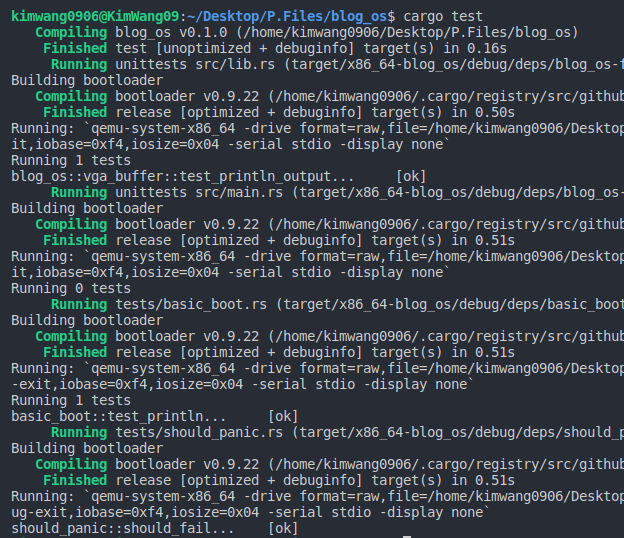 kimwang0906@KimWang09:~/Desktop/P.Files/blog_os$ cargo test
Compiling blog_os v0.1.0 (/home/kimwang0906/Desktop/P.Files/blog_os)
Finished test [unoptimized + debuginfo] target(s) in 0.16s
Running unittests src/lib.rs (target/x86_64-blog_os/debug/deps/blog_os-f
Building bootloader
Compiling bootloader v0.9.22 (/home/kimwang0906/.cargo/registry/src/github
Finished release [optimized + debuginfo] target(s) in 0.50s
Running: `qemu-system-x86_64 -drive format=raw,file=/home/kimwang0906/Desktop
it,iobase=0xf4,iosize=0x04 -serial stdio -display none`
Running 1 tests
blog_os::vga_buffer::test_println_output... [ok]
Running unittests src/main.rs (target/x86_64-blog_os/debug/deps/blog_os-
Building bootloader
Compiling bootloader v0.9.22 (/home/kimwang0906/.cargo/registry/src/github
Finished release [optimized + debuginfo] target(s) in 0.51s
Running: `qemu-system-x86_64 -drive format=raw,file=/home/kimwang0906/Desktop
it,iobase=0xf4,iosize=0x04 -serial stdio -display none`
Running 0 tests
Running tests/basic_boot.rs (target/x86_64-blog_os/debug/deps/basic_boot
Building bootloader
Compiling bootloader v0.9.22 (/home/kimwang0906/.cargo/registry/src/github
Finished release [optimized + debuginfo] target(s) in 0.51s
Running: `qemu-system-x86_64 -drive format=raw,file=/home/kimwang0906/Desktop
-exit,iobase=0xf4,iosize=0x04 -serial stdio -display none`
Running 1 tests
basic_boot::test_println... [ok]
Running tests/should_panic.rs (target/x86_64-blog_os/debug/deps/should_p
Building bootloader
Compiling bootloader v0.9.22 (/home/kimwang0906/.cargo/registry/src/github
Finished release [optimized + debuginfo] target(s) in 0.51s
Running: `qemu-system-x86_64 -drive format=raw,file=/home/kimwang0906/Desktop
ug-exit,iobase=0xf4,iosize=0x04 -serial stdio -display none`
should_panic::should_fail... [ok]